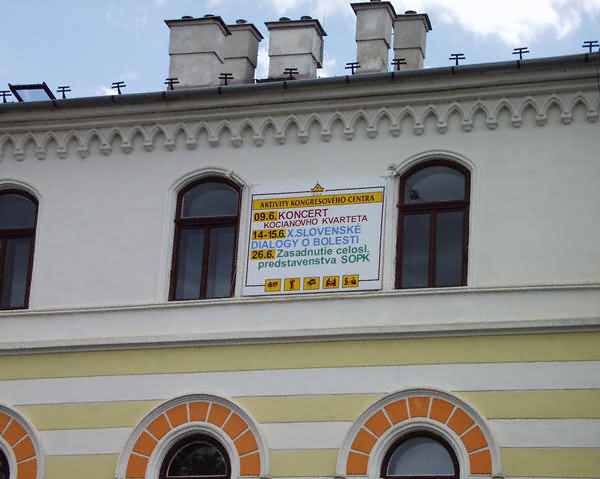 AKTIVITY KONGRESOVÉHO CENTRA
09.6. KONCERT
KOCIANOVHO KVARTETA
14-15.6. X.SLOVENSKÉ
DIALOGY O BOLESTI
26.6. Zasadnutie celosl.
predstavenstva SOPK